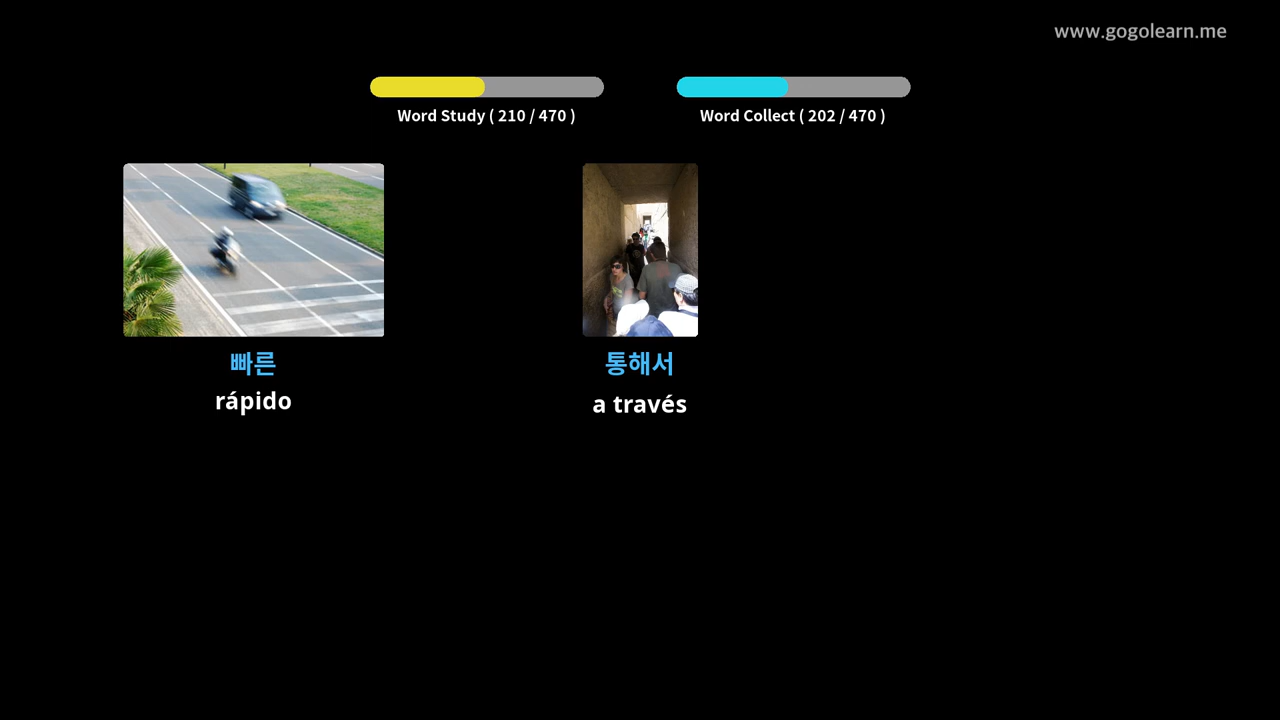 www.gogolearn.me
Word Study ( 210 / 470 )
Word Collect ( 202 / 470 )
빠른
rápido
통해서
a través